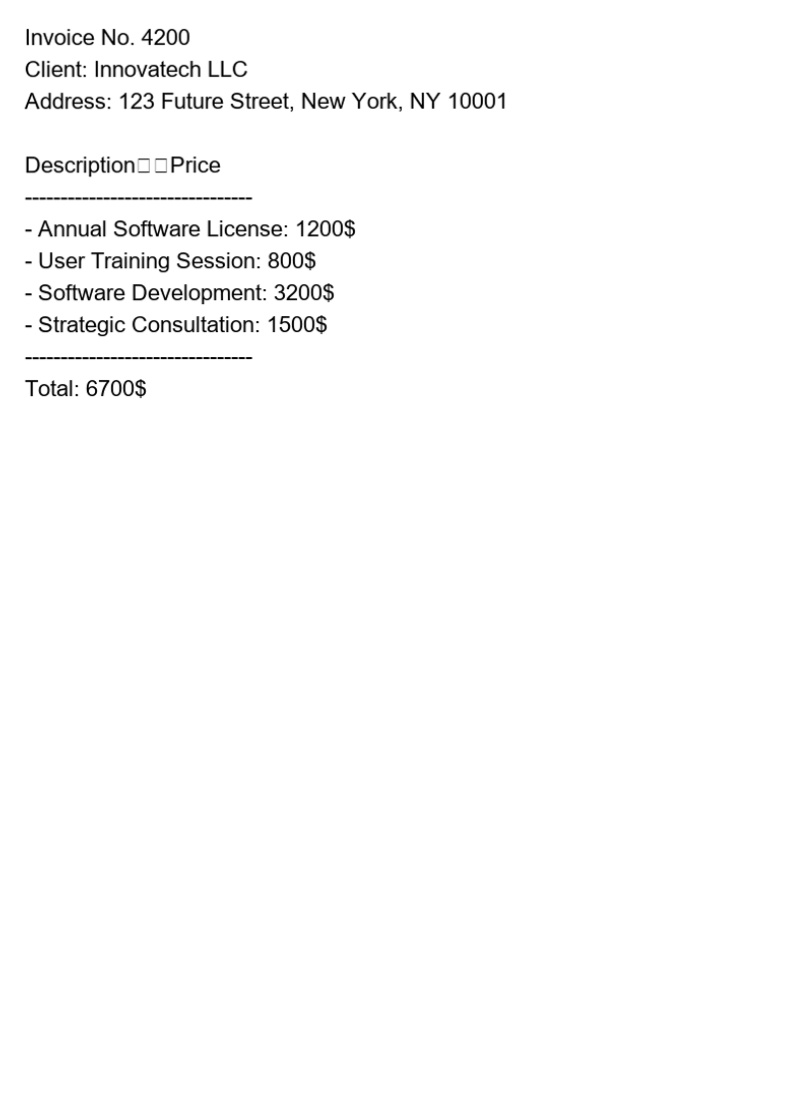 Invoice No. 4200
Client: Innovatech LLC
Address: 123 Future Street, New York, NY 10001
Description□□Price
--------------------------------
- Annual Software License: 1200$
- User Training Session: 800$
- Software Development: 3200$
- Strategic Consultation: 1500$
--------------------------------
Total: 6700$